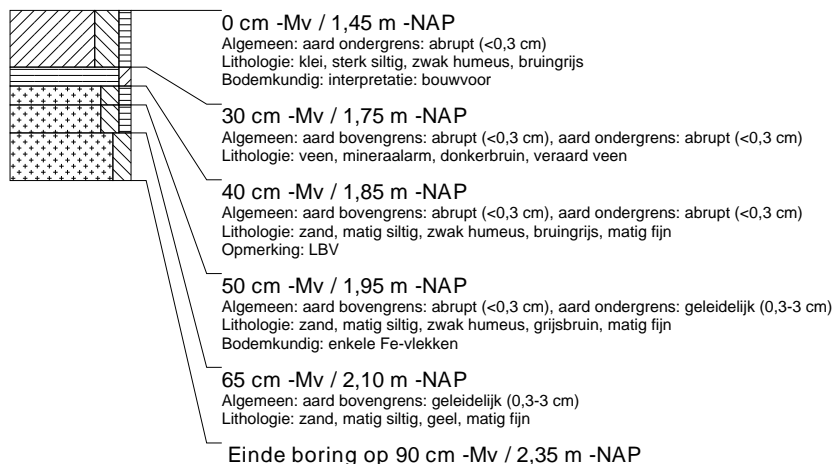 0 cm -Mv / 1,45 m -NAP
Algemeen: aard ondergrens: abrupt (<0,3 cm)
Lithologie: klei, sterk siltig, zwak humeus, bruingrijs
Bodemkundig: interpretatie: bouwvoor
30 cm -Mv / 1,75 m -NAP
Algemeen: aard bovengrens: abrupt (<0,3 cm), aard ondergrens: abrupt (<0,3 cm)
Lithologie: veen, mineraalarm, donkerbruin, veraard veen
40 cm -Mv / 1,85 m -NAP
Algemeen: aard bovengrens: abrupt (<0,3 cm), aard ondergrens: abrupt (<0,3 cm)
Lithologie: zand, matig siltig, zwak humeus, bruingrijs, matig fijn
Opmerking: LBV
50 cm -Mv / 1,95 m -NAP
Algemeen: aard bovengrens: abrupt (<0,3 cm), aard ondergrens: geleidelijk (0,3-3 cm)
Lithologie: zand, matig siltig, zwak humeus, grijsbruin, matig fijn
Bodemkundig: enkele Fe-vlekken
65 cm -Mv / 2,10 m -NAP
Algemeen: aard bovengrens: geleidelijk (0,3-3 cm)
Lithologie: zand, matig siltig, geel, matig fijn
Einde boring op 90 cm -Mv / 2,35 m -NAP